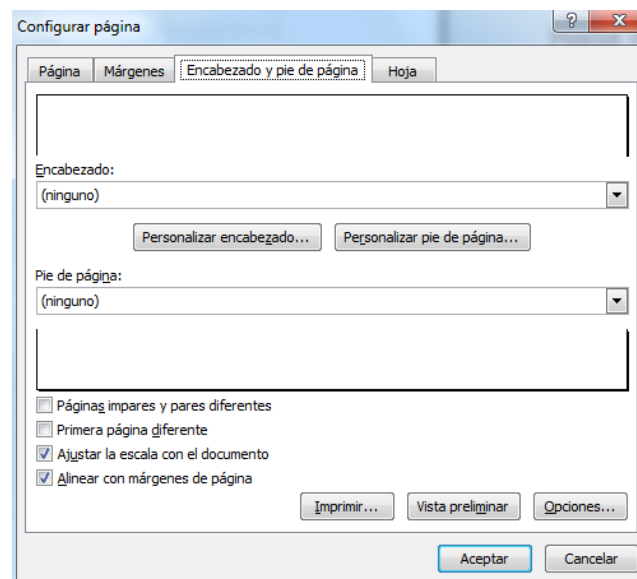 Configurar página
Página Márgenes Encabezado y pie de página Hoja
Encabezado:
(ninguno)
Personalizar encabezado... Personalizar pie de página...
Pie de página:
(ninguno)
Páginas impares y pares diferentes
Primera página diferente
Ajustar la escala con el documento
Alinear con márgenes de página
Imprimir... Vista preliminar Opciones...
Aceptar Cancelar